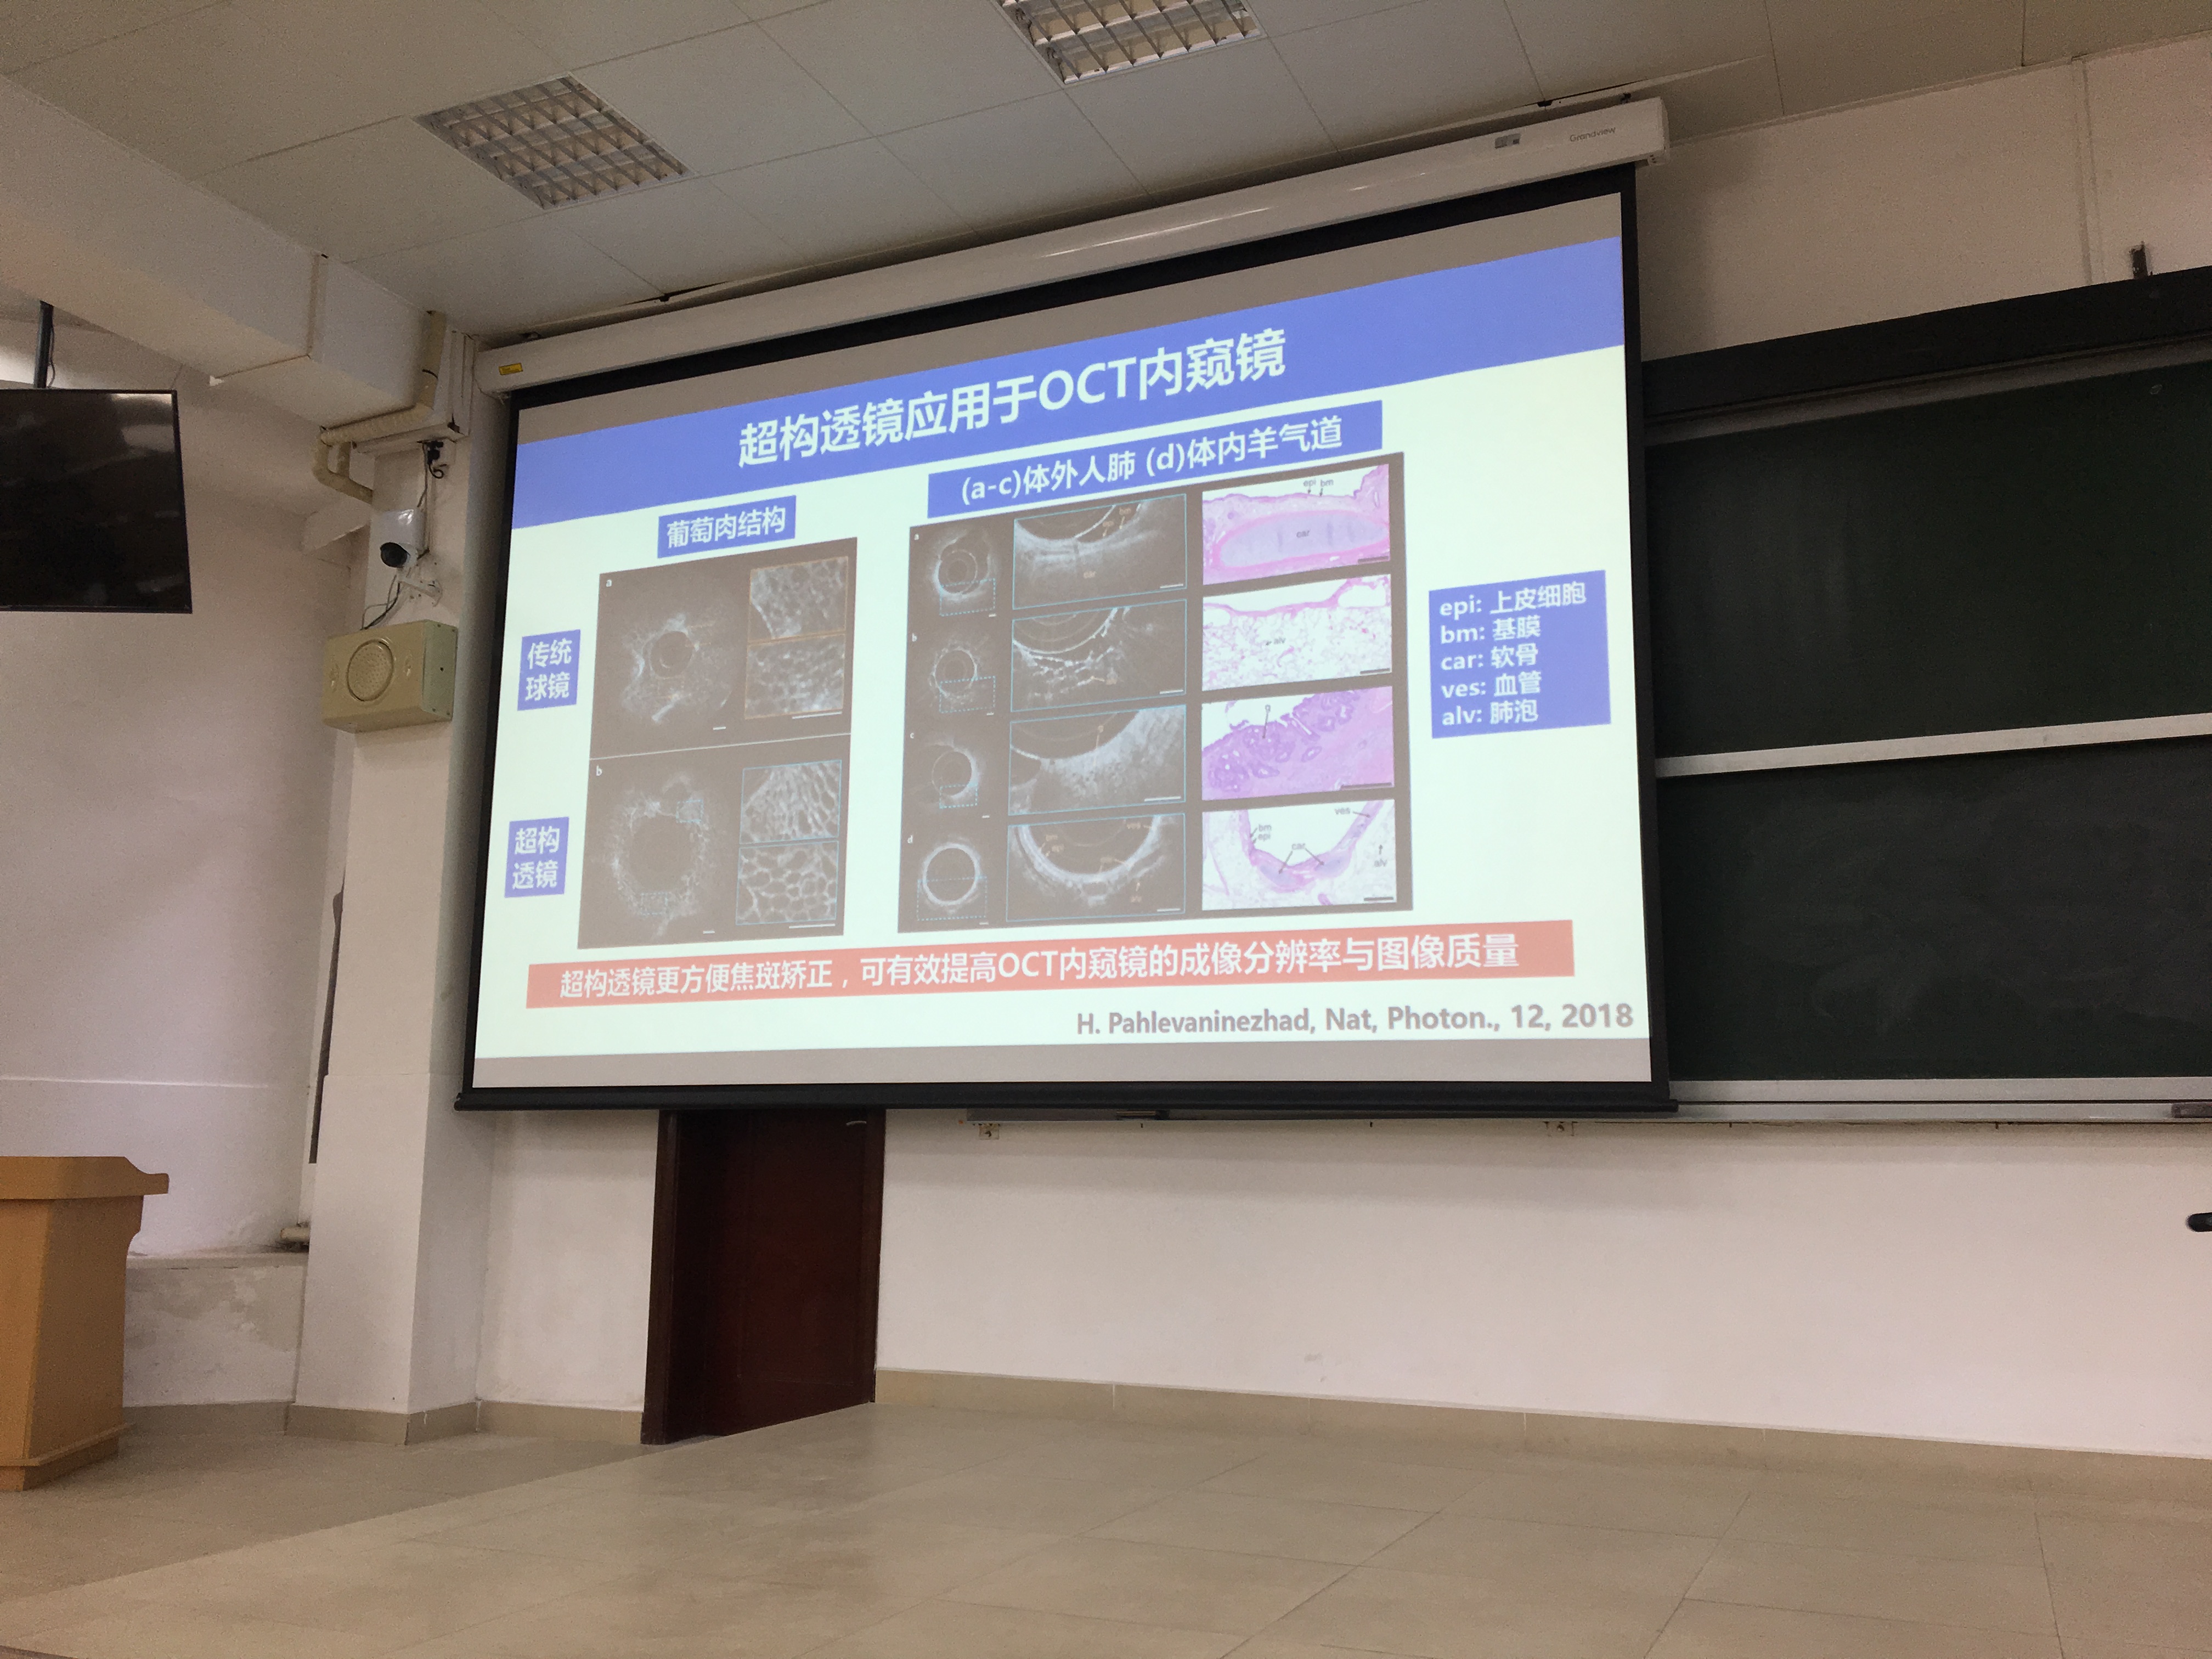 Grandview
超构透镜应用于OCT内窥镜
(a-c)体外人肺 (d)体内羊气道
葡萄肉结构
传统
球镜
超构
透镜
a
b
a
b
c
d
epi bm
car
alv
g
bm
epi
car
ves
alv
epi bm
car
ves
epi: 上皮细胞
bm: 基膜
car: 软骨
ves: 血管
alv: 肺泡
超构透镜更方便焦斑矫正，可有效提高OCT内窥镜的成像分辨率与图像质量
H. Pahlevaninezhad, Nat, Photon., 12, 2018